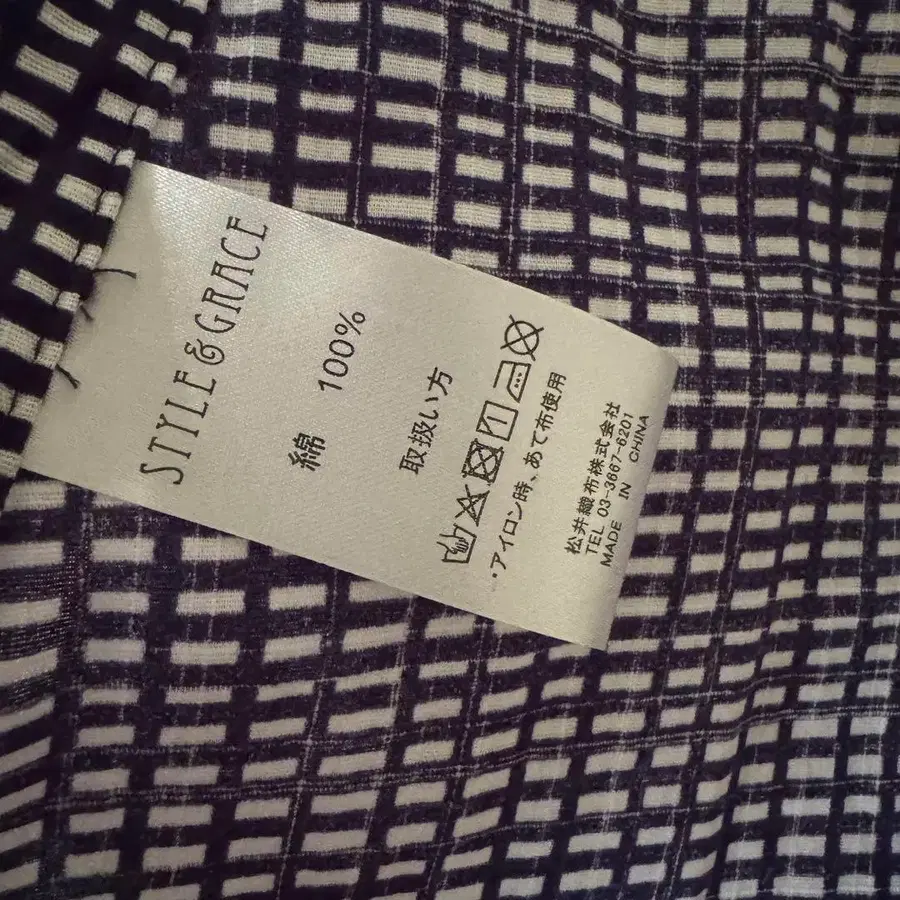 STYLE & GRACE
綿 100%
取扱い方
・アイロン時、あて布使用
松井織布株式会社
TEL 03-3667-6201
MADE IN CHINA